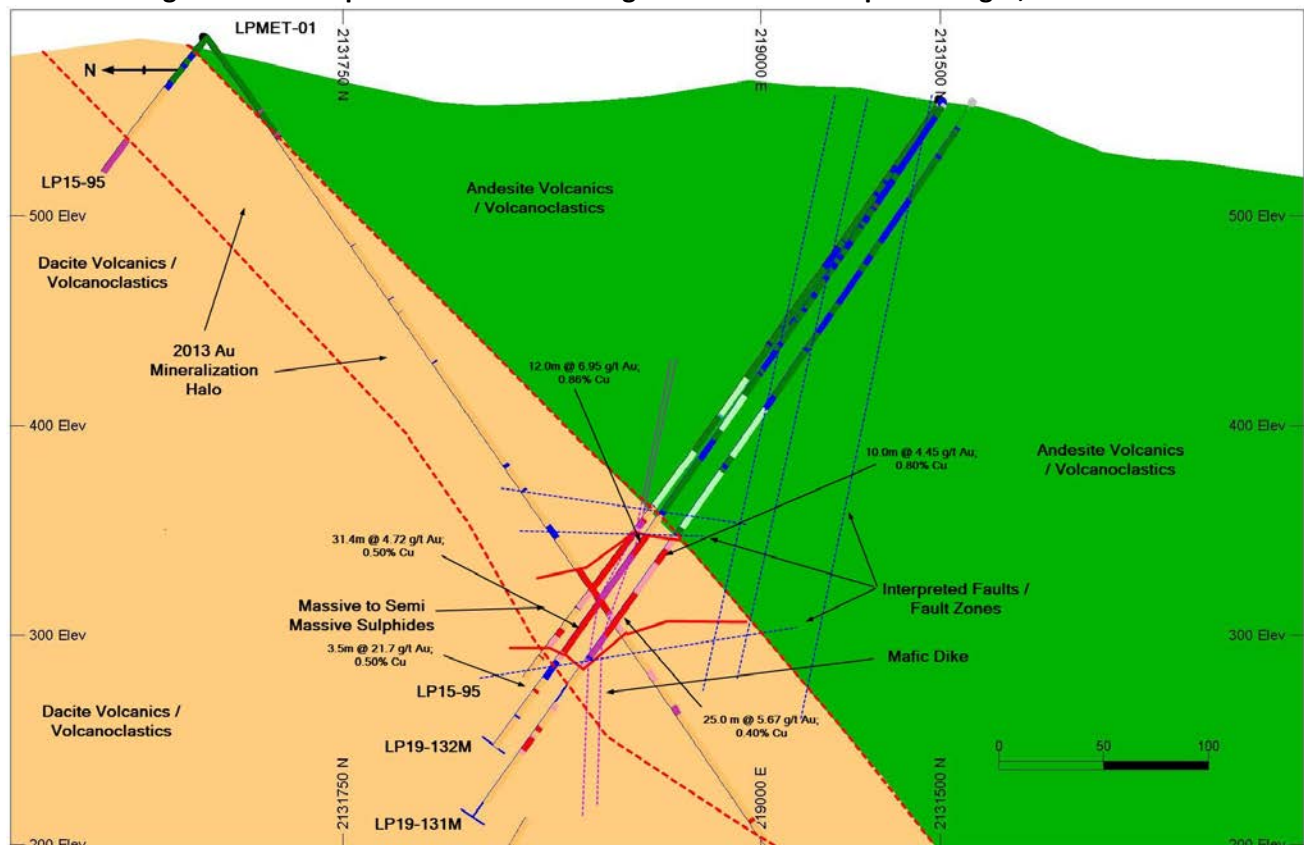 LPMET-01
2131750 N
219000 E
2131500 N
N
LP15-95
500 Elev
500 Elev
Andesite Volcanics
/ Volcanoclastics
Dacite Volcanics /
Volcanoclastics
2013 Au
Mineralization
Halo
12.0m @ 6.95 g/t Au;
0.86% Cu
400 Elev
400 Elev
10.0m @ 4.45 g/t Au;
0.80% Cu
Andesite Volcanics
/ Volcanoclastics
31.4m @ 4.72 g/t Au;
0.50% Cu
Massive to Semi
Massive Sulphides
Interpreted Faults /
Fault Zones
300 Elev
300 Elev
3.5m @ 21.7 g/t Au;
0.50% Cu
Mafic Dike
LP15-95
25.0 m @ 5.67 g/t Au;
0.40% Cu
Dacite Volcanics /
Volcanoclastics
LP19-132M
0 50 100
LP19-131M
2131750 N
219000 E
2131500 N
200 Elev
200 Elev